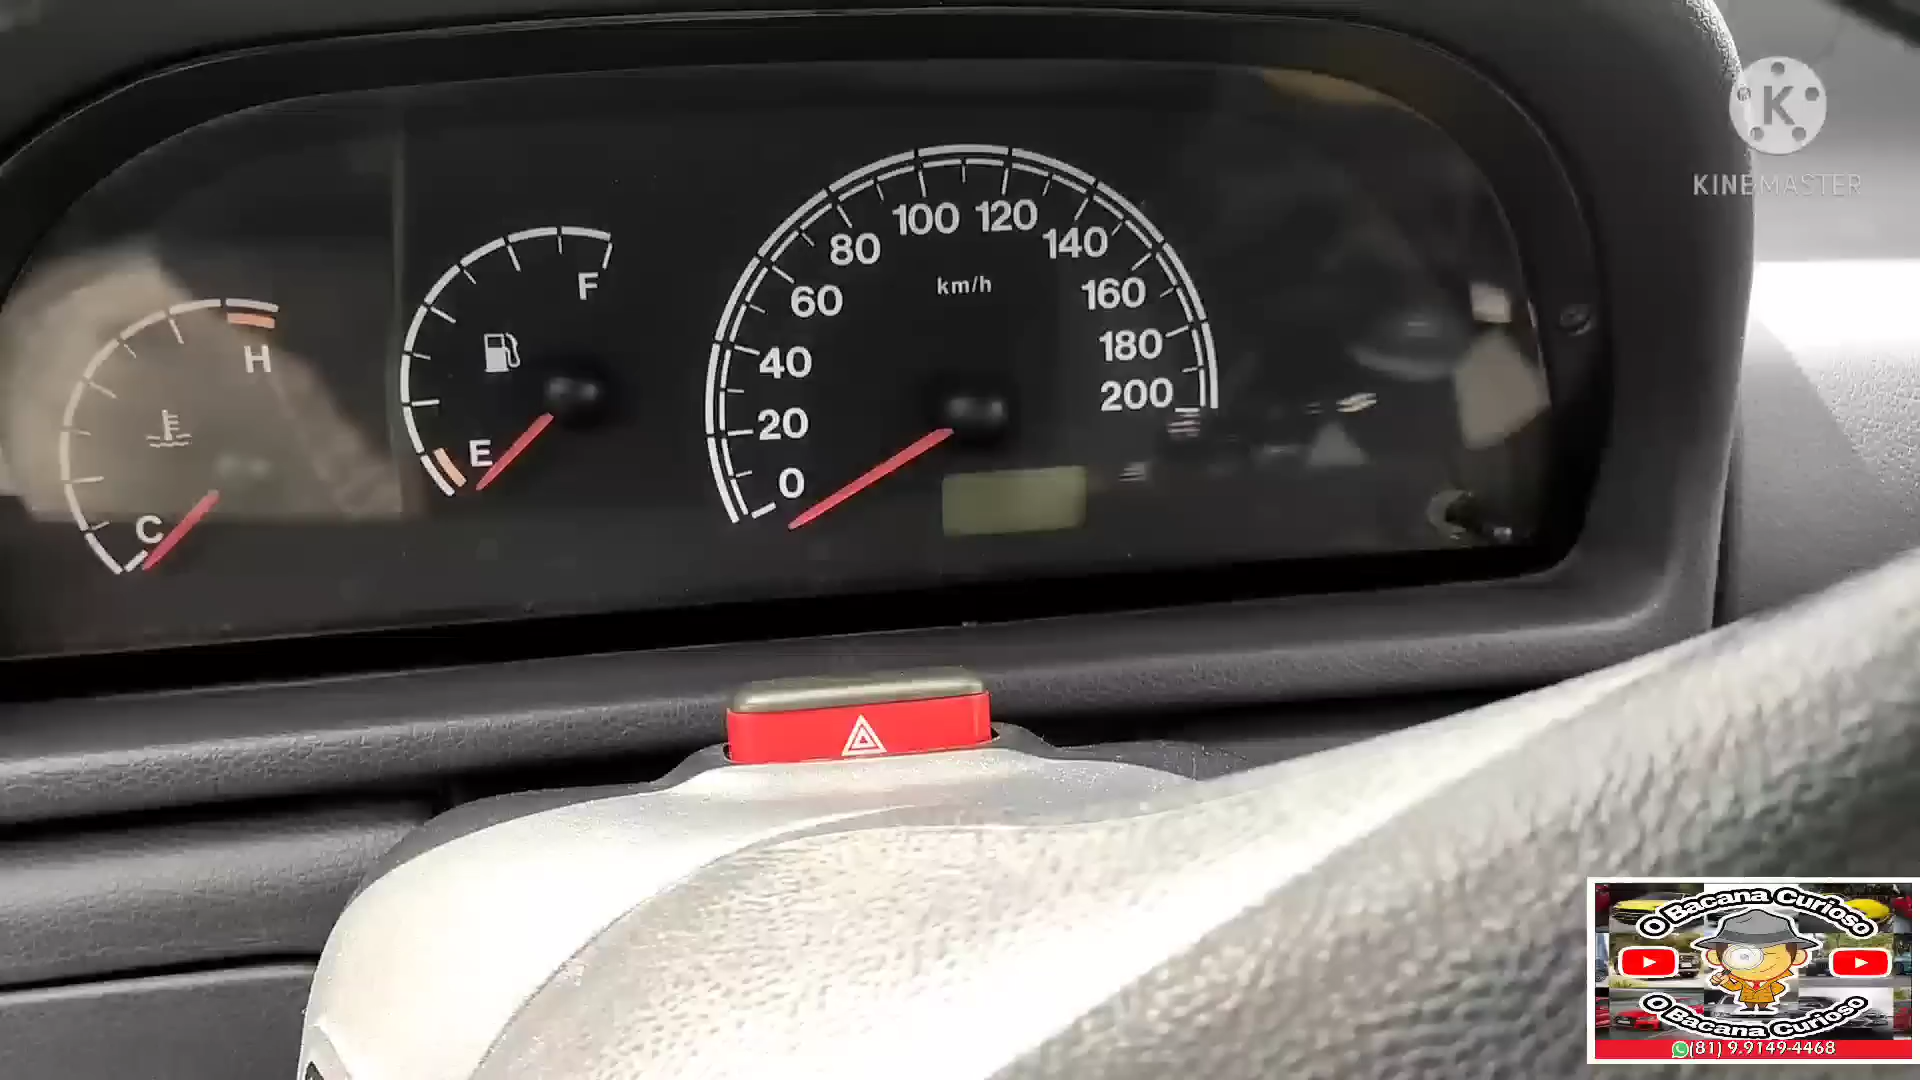 K
KINEMASTER
H
C
F
E
0
20
40
60
80
100
120
140
160
180
200
km/h
O Bacana Curioso
O Bacana Curioso
(81) 9.9149-4468